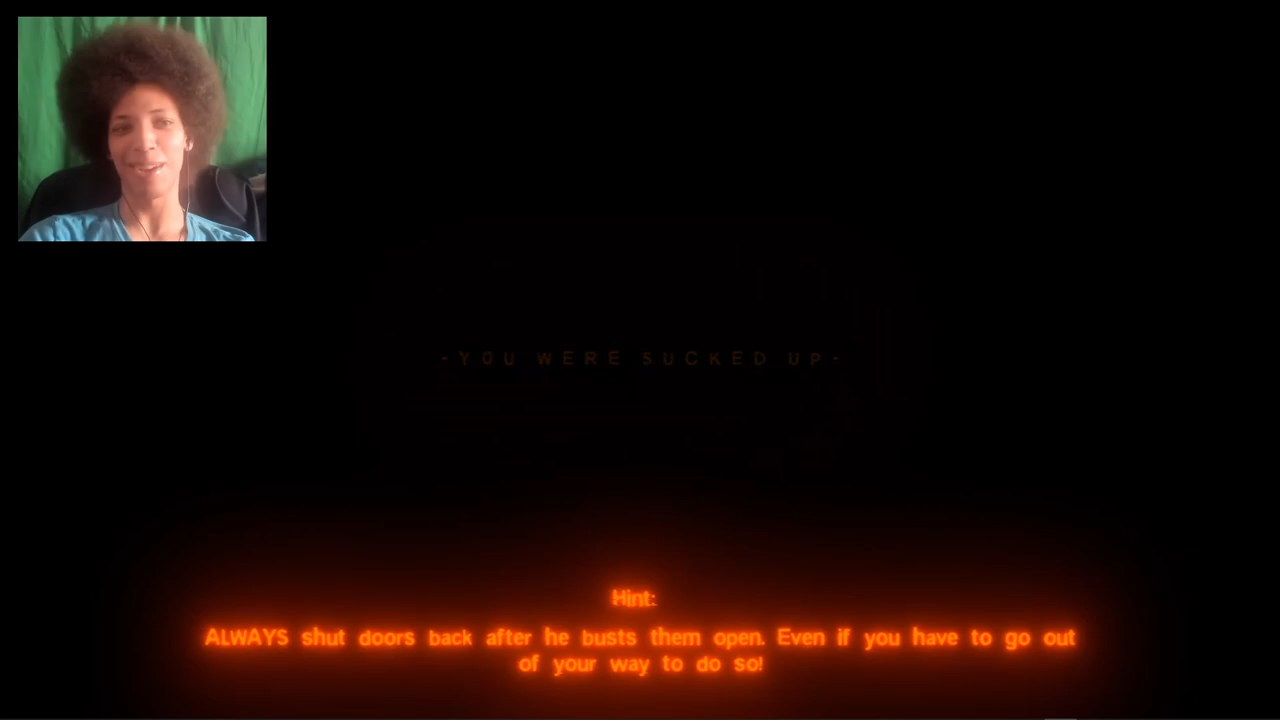 -YOU WERE SUCKED UP-
Hint:
ALWAYS shut doors back after he busts them open. Even if you have to go out
of your way to do so!